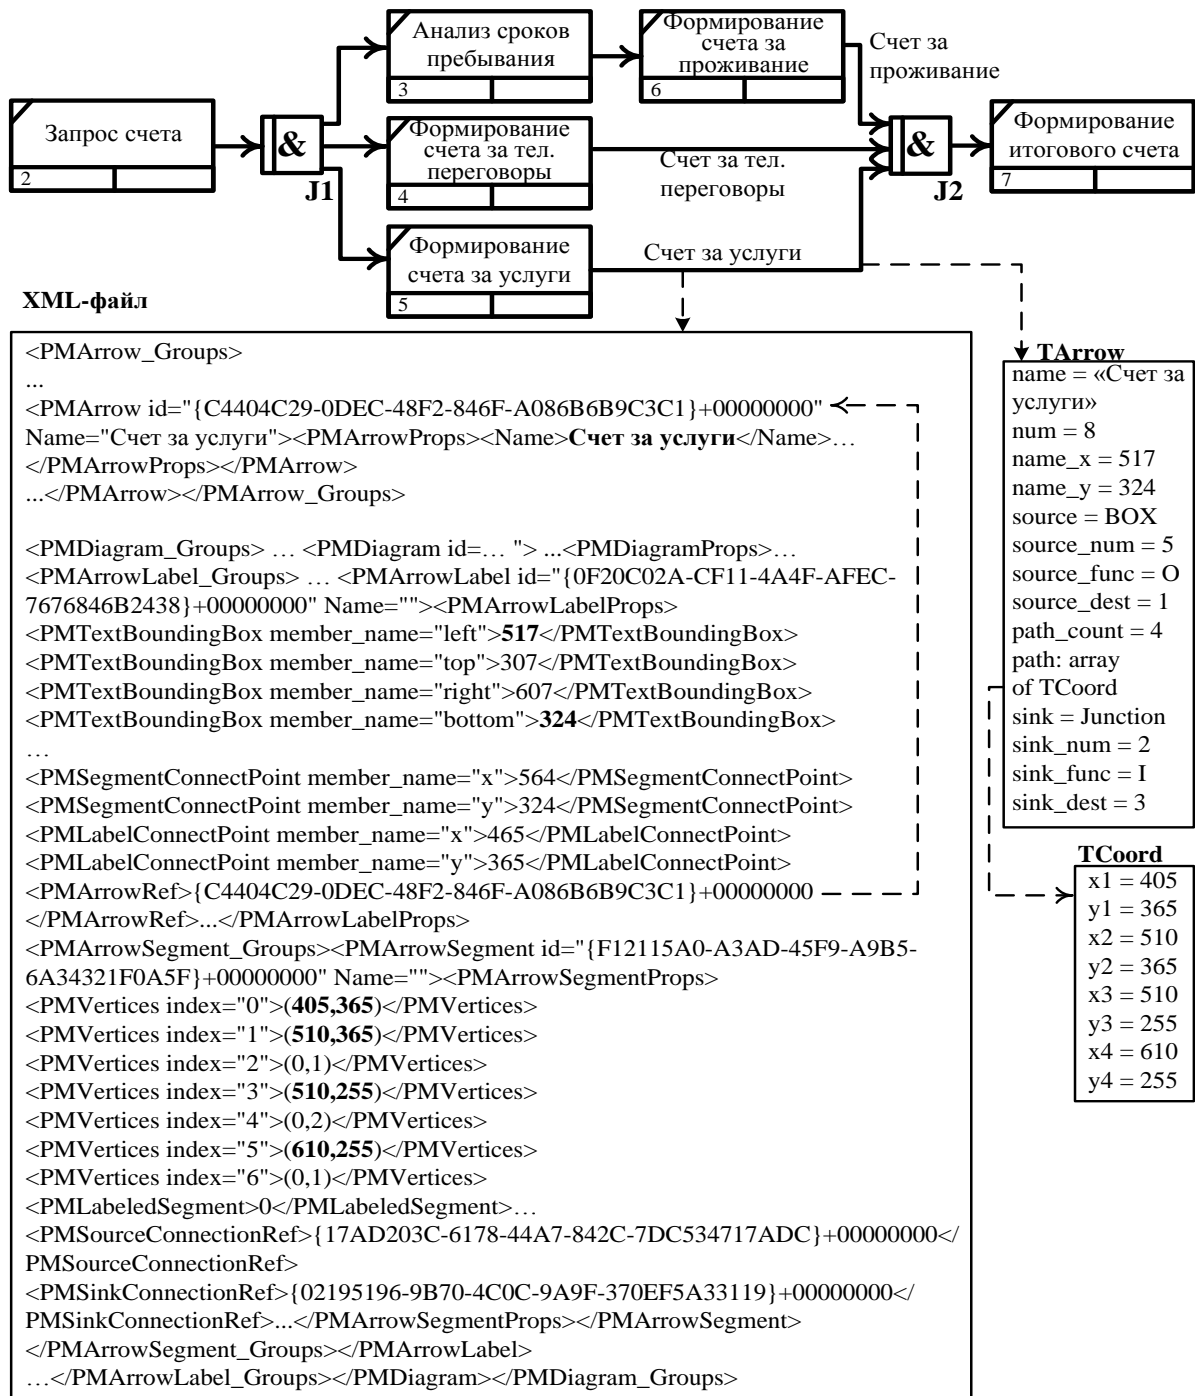 Анализ сроков
пребывания
3
Формирование
счета за
проживание
6
Счет за
проживание
Запрос счета
2
&
J1
Формирование
счета за тел.
переговоры
4
Счет за тел.
переговоры
&
J2
Формирование
итогового счета
7
Формирование
счета за услуги
5
Счет за услуги
XML-файл
<PMArrow_Groups>
...
<PMArrow id="{C4404C29-0DEC-48F2-846F-A086B6B9C3C1}+00000000"
Name="Счет за услуги"><PMArrowProps><Name>Счет за услуги</Name>…
</PMArrowProps></PMArrow>
...</PMArrow></PMArrow_Groups>
<PMDiagram_Groups> … <PMDiagram id=… "> ...<PMDiagramProps>…
<PMArrowLabel_Groups> … <PMArrowLabel id="{0F20C02A-CF11-4A4F-AFEC-
7676846B2438}+00000000" Name=""><PMArrowLabelProps>
<PMTextBoundingBox member_name="left">517</PMTextBoundingBox>
<PMTextBoundingBox member_name="top">307</PMTextBoundingBox>
<PMTextBoundingBox member_name="right">607</PMTextBoundingBox>
<PMTextBoundingBox member_name="bottom">324</PMTextBoundingBox>
…
<PMSegmentConnectPoint member_name="x">564</PMSegmentConnectPoint>
<PMSegmentConnectPoint member_name="y">324</PMSegmentConnectPoint>
<PMLabelConnectPoint member_name="x">465</PMLabelConnectPoint>
<PMLabelConnectPoint member_name="y">365</PMLabelConnectPoint>
<PMArrowRef>{C4404C29-0DEC-48F2-846F-A086B6B9C3C1}+00000000
</PMArrowRef>...</PMArrowLabelProps>
<PMArrowSegment_Groups><PMArrowSegment id="{F12115A0-A3AD-45F9-A9B5-
6A34321F0A5F}+00000000" Name=""><PMArrowSegmentProps>
<PMVertices index="0">(405,365)</PMVertices>
<PMVertices index="1">(510,365)</PMVertices>
<PMVertices index="2">(0,1)</PMVertices>
<PMVertices index="3">(510,255)</PMVertices>
<PMVertices index="4">(0,2)</PMVertices>
<PMVertices index="5">(610,255)</PMVertices>
<PMVertices index="6">(0,1)</PMVertices>
<PMLabeledSegment>0</PMLabeledSegment>…
<PMSourceConnectionRef>{17AD203C-6178-44A7-842C-7DC534717ADC}+00000000</
PMSourceConnectionRef>
<PMSinkConnectionRef>{02195196-9B70-4C0C-9A9F-370EF5A33119}+00000000</
PMSinkConnectionRef>...</PMArrowSegmentProps></PMArrowSegment>
</PMArrowSegment_Groups></PMArrowLabel>
…</PMArrowLabel_Groups></PMDiagram></PMDiagram_Groups>
TArrow
name = «Счет за
услуги»
num = 8
name_x = 517
name_y = 324
source = BOX
source_num = 5
source_func = O
source_dest = 1
path_count = 4
path: array
of TCoord
sink = Junction
sink_num = 2
sink_func = I
sink_dest = 3
TCoord
x1 = 405
y1 = 365
x2 = 510
y2 = 365
x3 = 510
y3 = 255
x4 = 610
y4 = 255